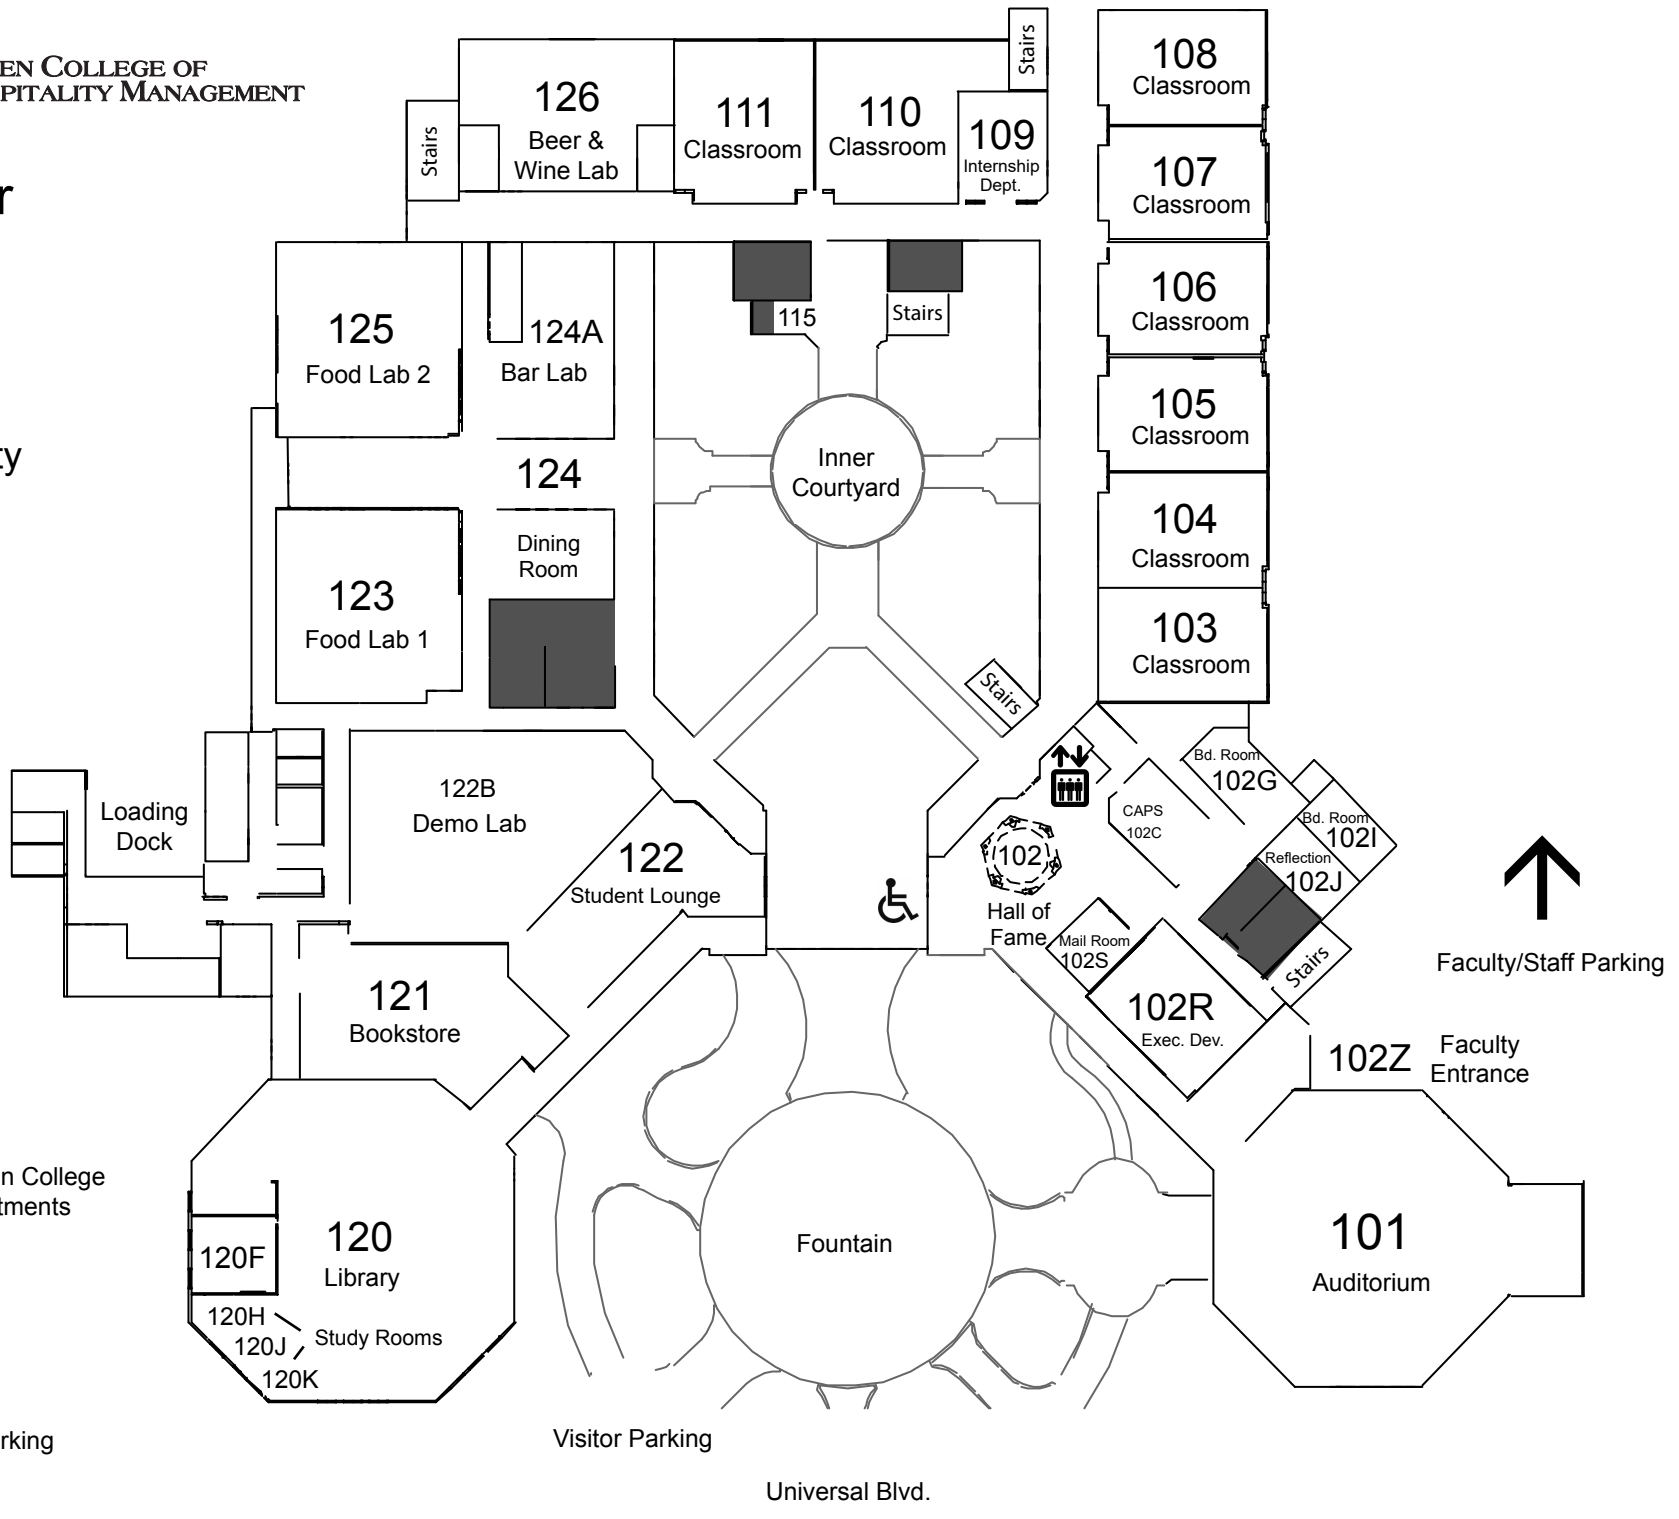 EN COLLEGE OF
PITALITY MANAGEMENT
r
ty
n College
tments
rking
126
Beer &
Wine Lab
Stairs
111
Classroom
110
Classroom
109
Internship
Dept.
Stairs
108
Classroom
107
Classroom
106
Classroom
105
Classroom
104
Classroom
103
Classroom
125
Food Lab 2
124A
Bar Lab
115
Stairs
124
Dining
Room
Inner
Courtyard
123
Food Lab 1
Stairs
Loading
Dock
122B
Demo Lab
122
Student Lounge
102
Hall of
Fame
CAPS
102C
Bd. Room
102G
Bd. Room
102I
Reflection
102J
Stairs
Mail Room
102S
102R
Exec. Dev.
Faculty/Staff Parking
102Z
Faculty
Entrance
121
Bookstore
120
Library
120F
120H
120J
120K
Study Rooms
Fountain
101
Auditorium
Visitor Parking
Universal Blvd.